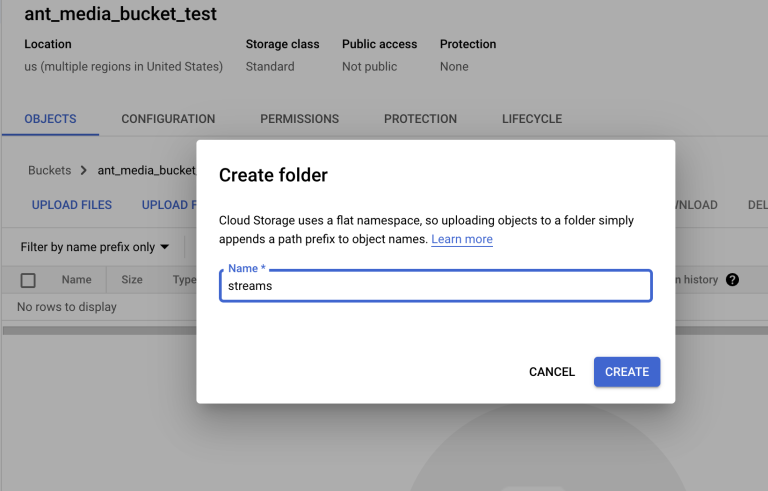 ant_media_bucket_test
Location Storage class Public access Protection
us (multiple regions in United States) Standard Not public None
OBJECTS CONFIGURATION PERMISSIONS PROTECTION LIFECYCLE
Buckets > ant_media_bucket
UPLOAD FILES UPLOAD F
Filter by name prefix only
Name Size Type
No rows to display
Create folder
Cloud Storage uses a flat namespace, so uploading objects to a folder simply
appends a path prefix to object names. Learn more
Name *
streams
CANCEL CREATE
WNLOAD DEL
n history ?